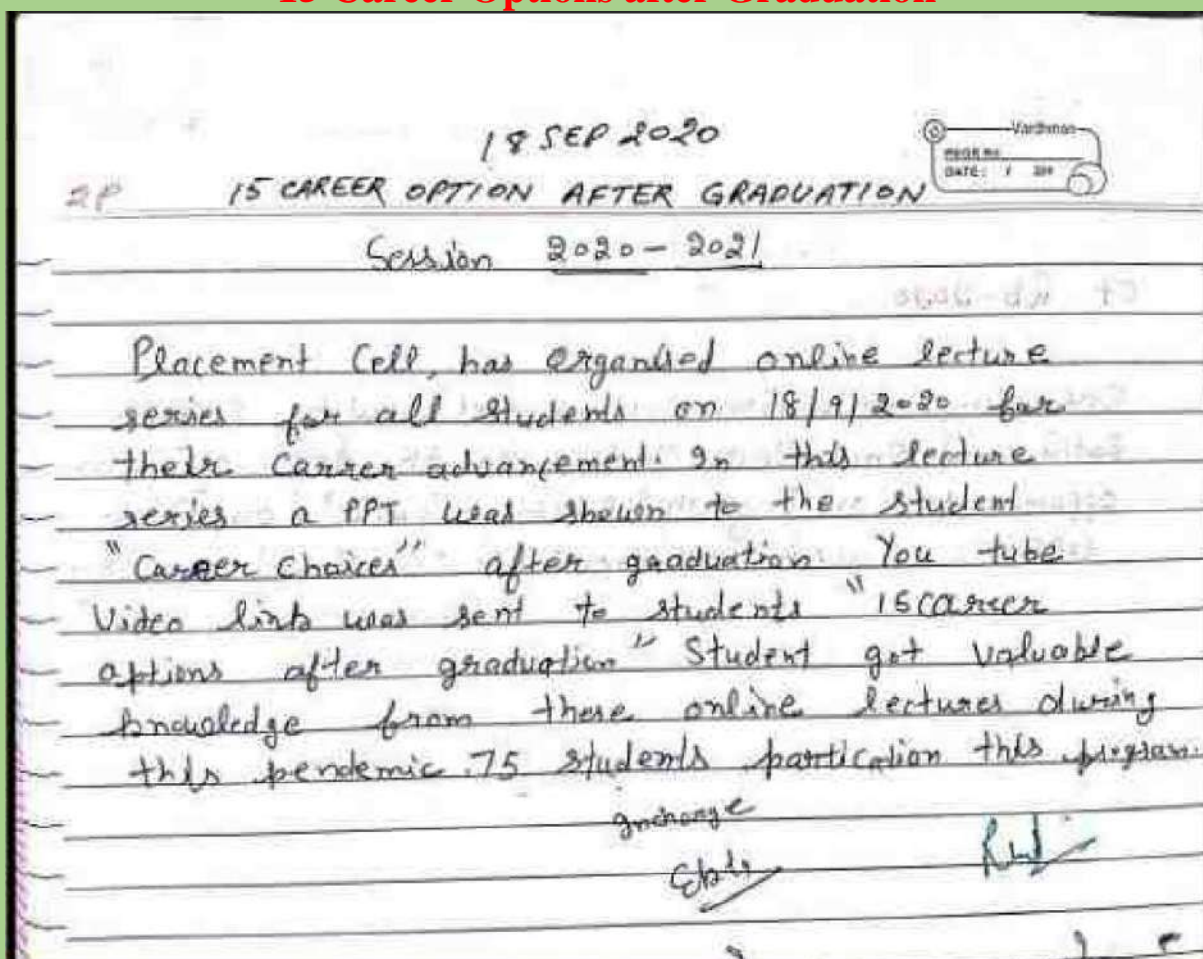 15 Career Options after Graduation
18 SEP 2020
Vardhman
PAGE NO.
DATE: / 20
15 CAREER OPTION AFTER GRADUATION
Session 2020-2021
Placement Cell, has organised online lecture
series for all students on 18/9/2020 for
their Carrer advancement. In this lecture
series a PPT was shown to the student
"Career Choices" after graduation You tube
Video link was sent to students "15 career
options after graduation" Student got valuable
knowledge from these online lectures during
this pendemic. 75 students partication this program.
Incharge